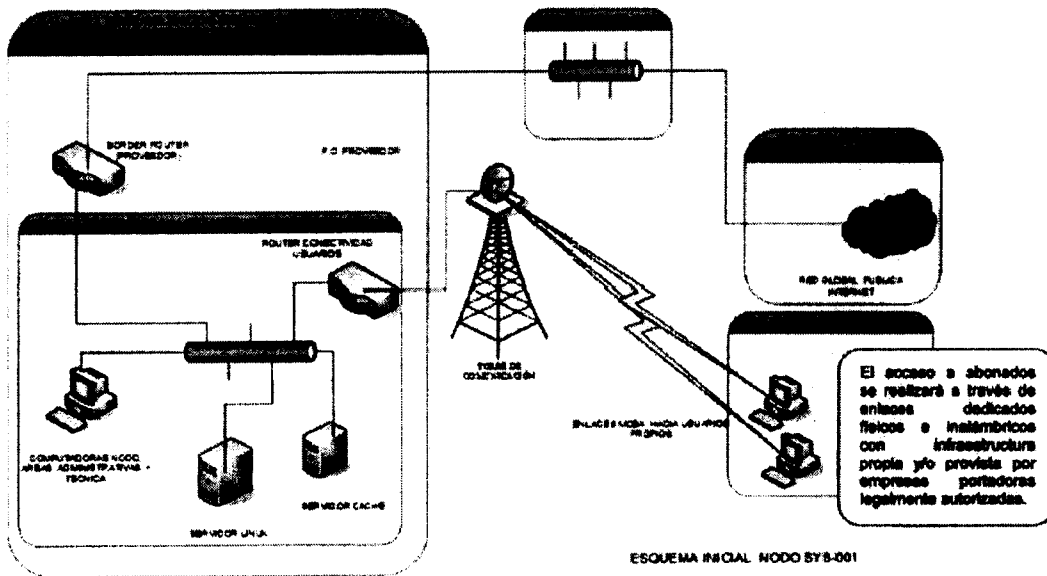 BORDER ROUTER
PROVEEDOR
F.O. PROVEEDOR
ROUTER CONECTIVIDAD
USUARIOS
TORRE DE
COMUNICACIÓN
RED GLOBAL PUBLICA
INTERNET
El acceso a abonados
se realizará a través de
enlaces dedicados
físicos e inalámbricos
con infraestructura
propia y/o provista por
empresas portadoras
legalmente autorizadas.
HACIA USUARIOS
PROPIOS
COMPUTADORAS NODO,
AREAS ADMINISTRATIVAS Y
TECNICA
SERVIDOR CACHE
SERVIDOR LINUX
ESQUEMA INICIAL NODO SYS-001